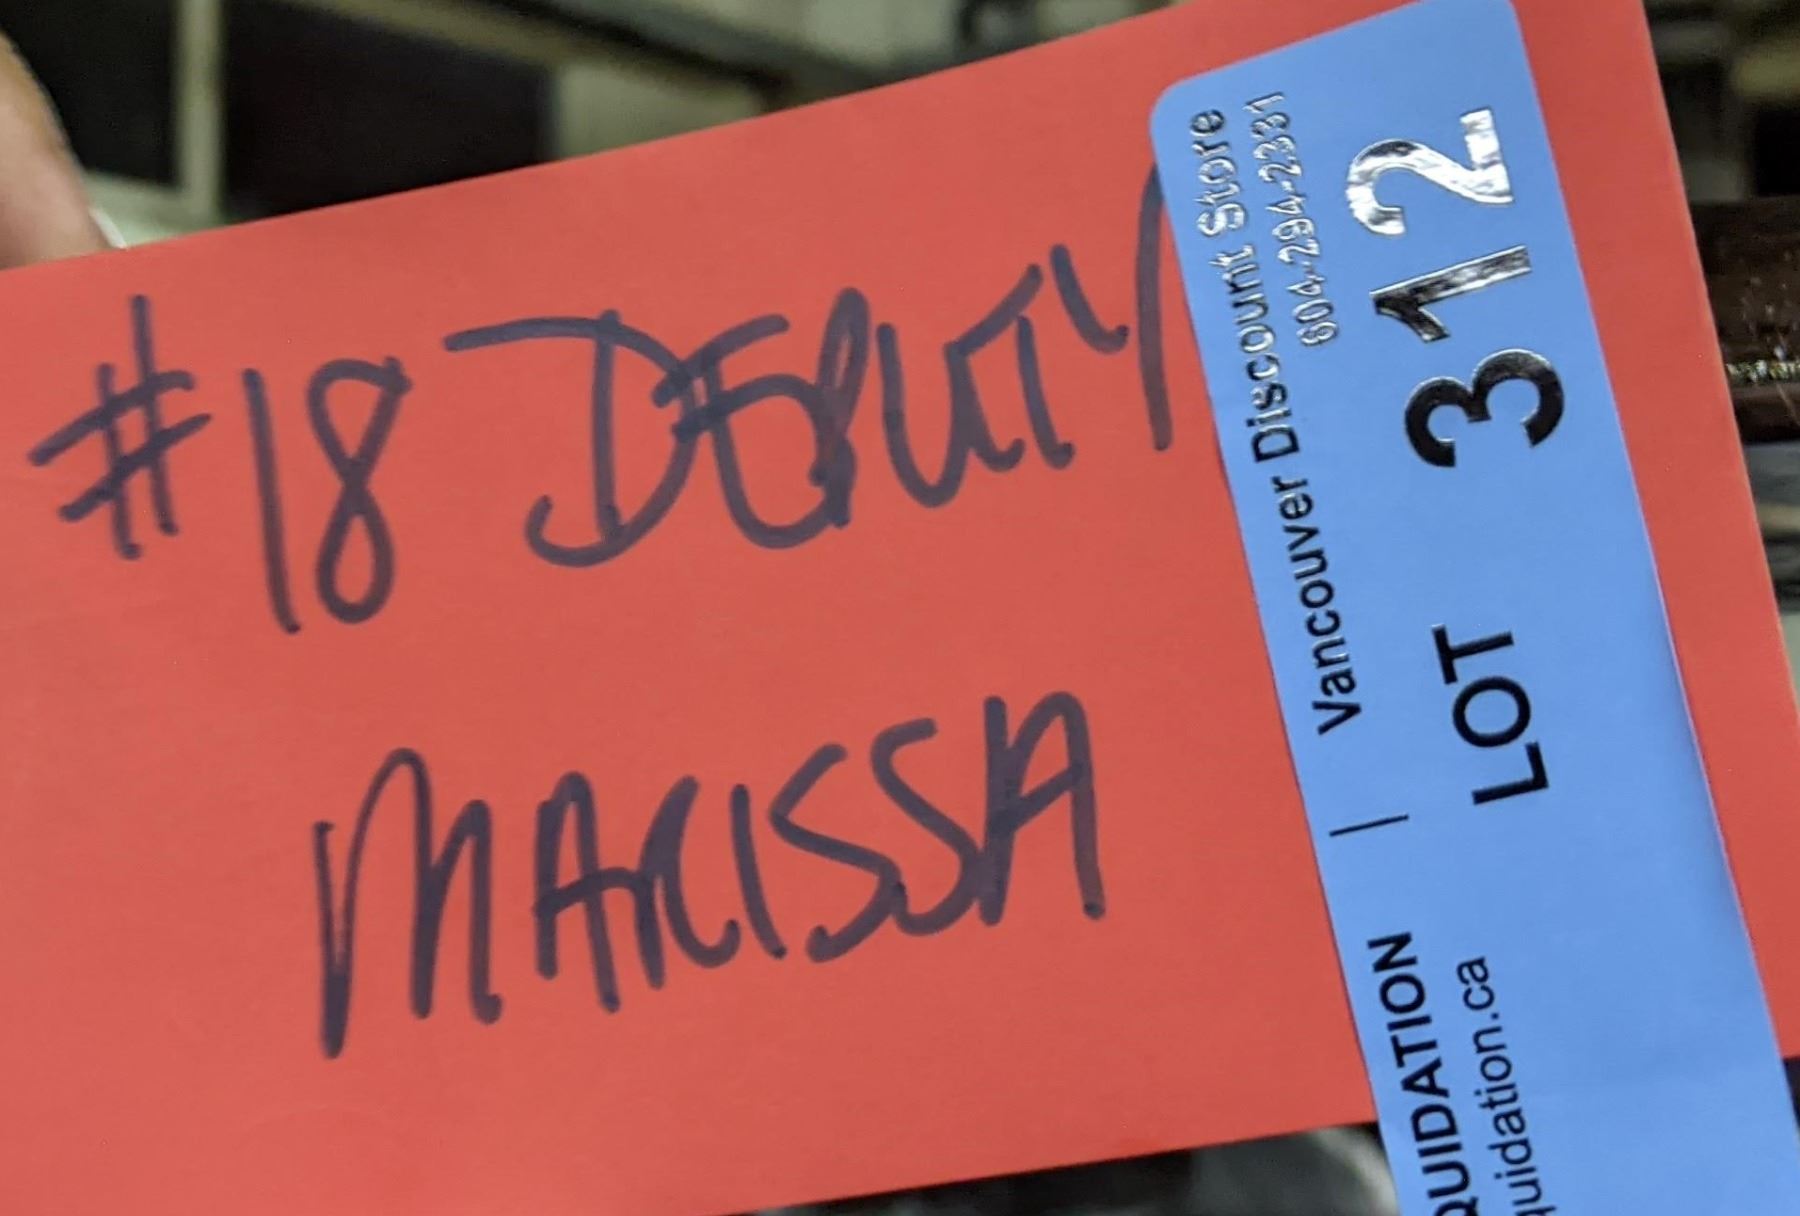 #18 DEPUTY
MARISSA
QUIDATION | Vancouver Discount Store
quidation.ca 604-294-2331
LOT 312